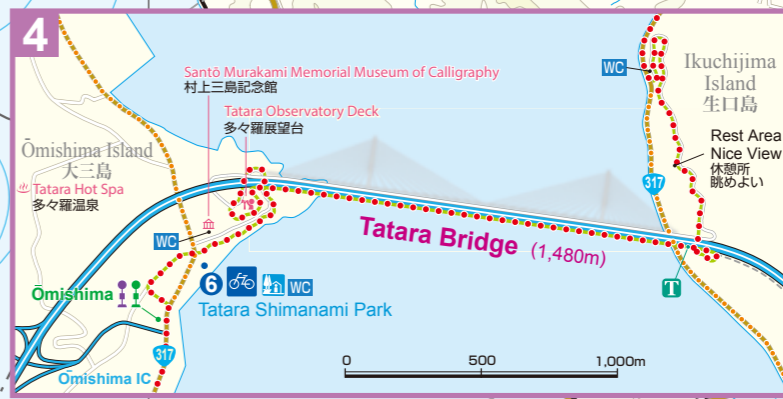 4
Santō Murakami Memorial Museum of Calligraphy
村上三島記念館
Tatara Observatory Deck
多々羅展望台
Ōmishima Island
大三島
Tatara Hot Spa
多々羅温泉
WC
Ikuchijima
Island
生口島
WC
Rest Area
Nice View
休憩所
眺めよい
317
Tatara Bridge (1,480m)
T
6 WC
Tatara Shimanami Park
Ōmishima
317
Ōmishima IC
0 500 1,000m